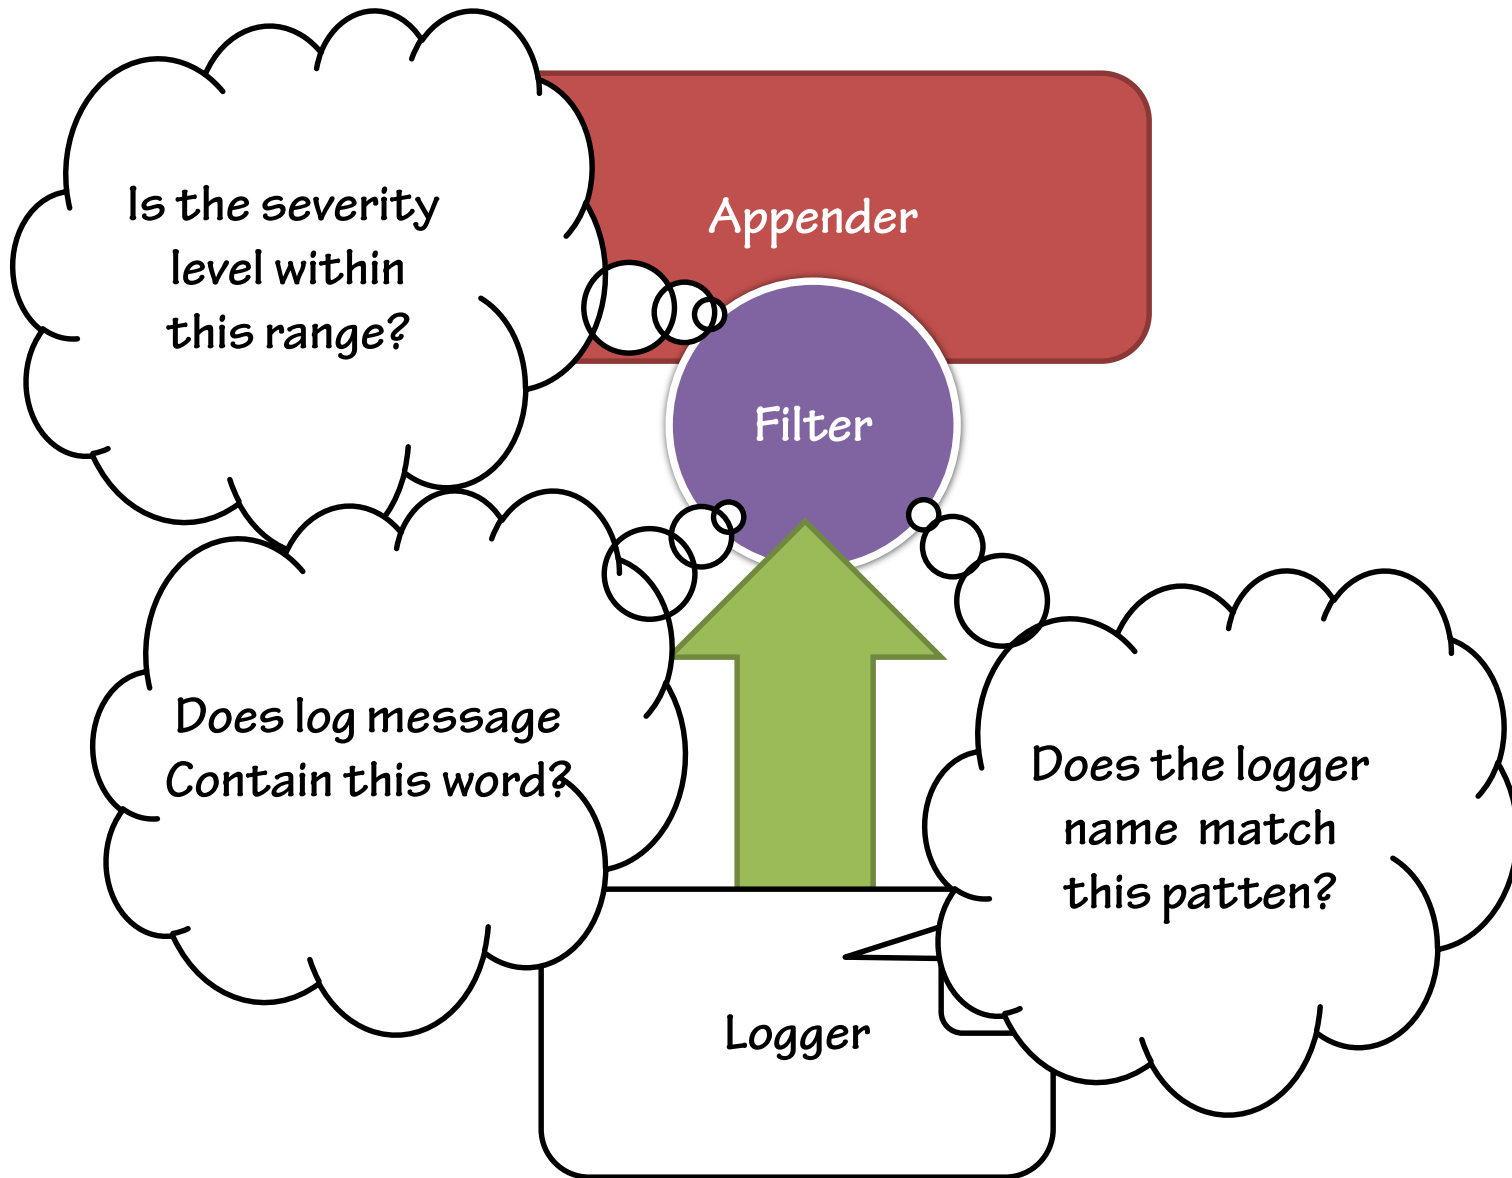 Is the severity
level within
this range?
Appender
Filter
Does log message
Contain this word?
Does the logger
name match
this patten?
Logger